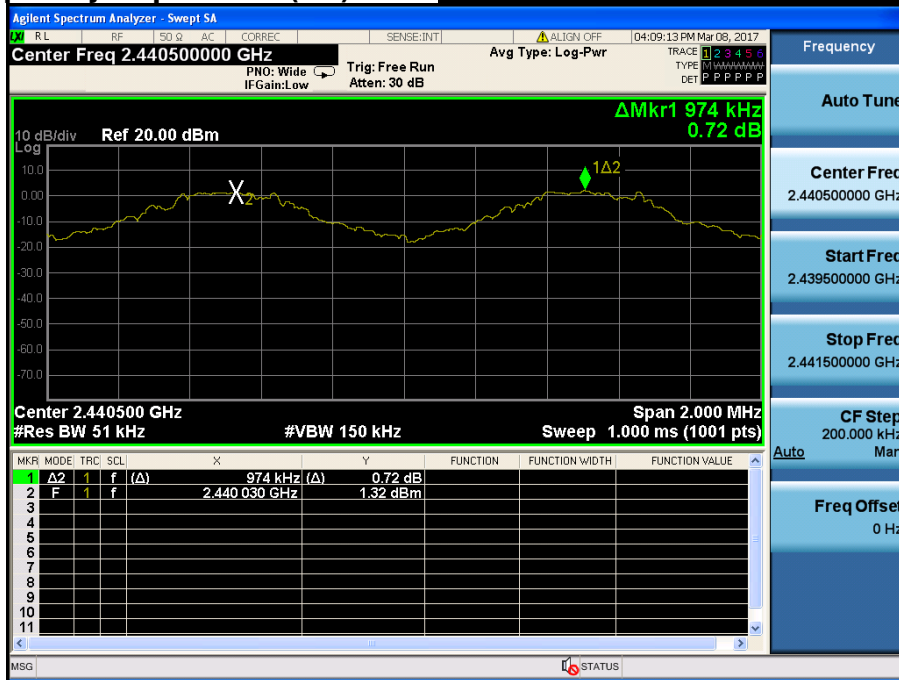 Agilent Spectrum Analyzer - Swept SA
LXI RL RF 50 Ω AC CORREC SENSE:INT ALIGN OFF 04:09:13 PM Mar 08, 2017
Center Freq 2.440500000 GHz
PNO: Wide
IFGain:Low
Trig: Free Run
Atten: 30 dB
Avg Type: Log-Pwr
TRACE 1 2 3 4 5 6
TYPE M WWWWW
DET P P P P P P
ΔMkr1 974 kHz
0.72 dB
10 dB/div Ref 20.00 dBm
Log
10.0
0.00
-10.0
-20.0
-30.0
-40.0
-50.0
-60.0
-70.0
X2
1Δ2
Center 2.440500 GHz Span 2.000 MHz
#Res BW 51 kHz #VBW 150 kHz Sweep 1.000 ms (1001 pts)
MKR MODE TRC SCL X Y FUNCTION FUNCTION WIDTH FUNCTION VALUE
1 Δ2 1 f (Δ) 974 kHz (Δ) 0.72 dB
2 F 1 f 2.440 030 GHz 1.32 dBm
3
4
5
6
7
8
9
10
11
MSG STATUS
Frequency
Auto Tune
Center Freq
2.440500000 GHz
Start Freq
2.439500000 GHz
Stop Freq
2.441500000 GHz
CF Step
200.000 kHz
Auto Man
Freq Offset
0 Hz